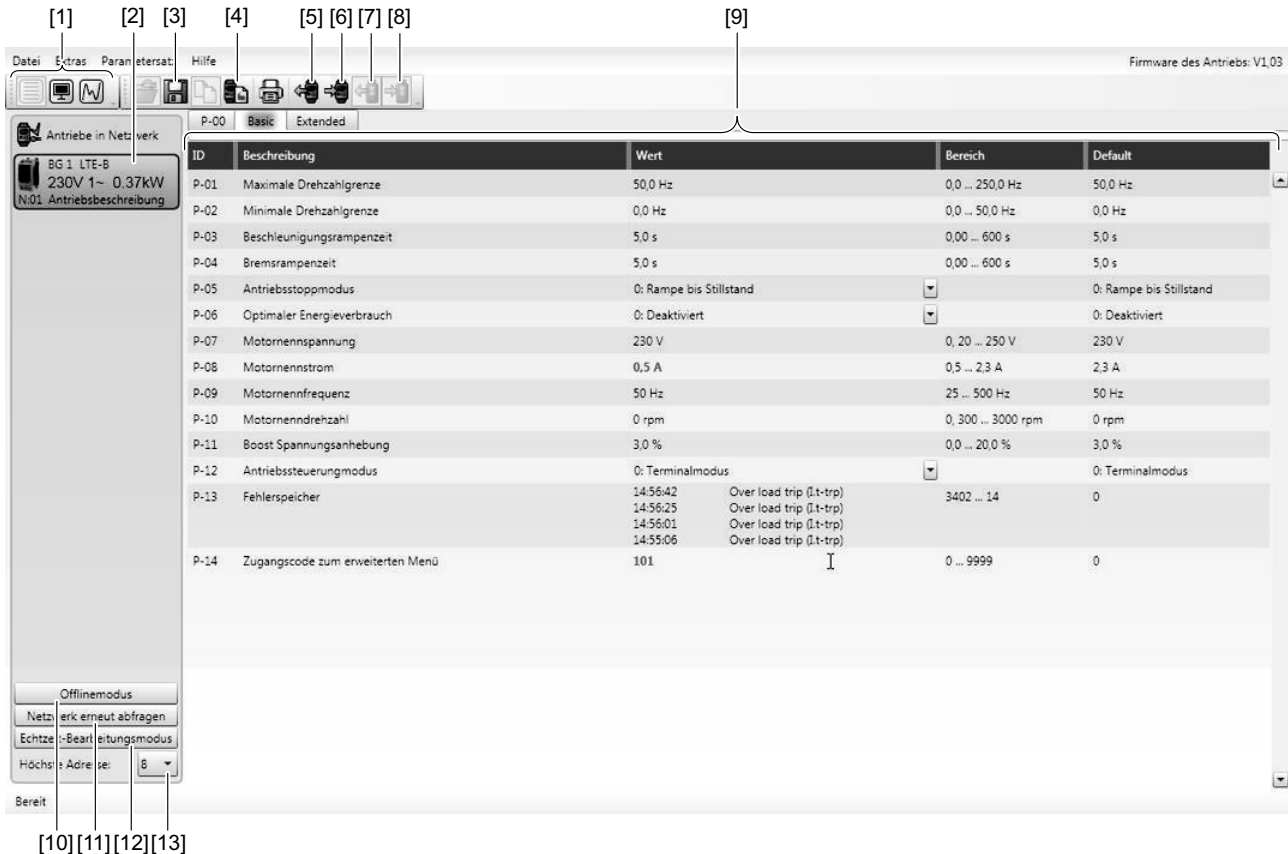 [1] [2] [3] [4] [5] [6] [7] [8] [9]
Datei Extras Parametersatz Hilfe Firmware des Antriebs: V1,03
Antriebe in Netzwerk
BG 1 LTE-B
230V 1~ 0.37kW
N:01 Antriebsbeschreibung
P-00 Basic Extended
ID Beschreibung Wert Bereich Default
P-01 Maximale Drehzahlgrenze 50,0 Hz 0,0 ... 250,0 Hz 50,0 Hz
P-02 Minimale Drehzahlgrenze 0,0 Hz 0,0 ... 50,0 Hz 0,0 Hz
P-03 Beschleunigungsrampenzeit 5,0 s 0,00 ... 600 s 5,0 s
P-04 Bremsrampenzeit 5,0 s 0,00 ... 600 s 5,0 s
P-05 Antriebsstoppmodus 0: Rampe bis Stillstand 0: Rampe bis Stillstand
P-06 Optimaler Energieverbrauch 0: Deaktiviert 0: Deaktiviert
P-07 Motornennspannung 230 V 0, 20 ... 250 V 230 V
P-08 Motornennstrom 0,5 A 0,5 ... 2,3 A 2,3 A
P-09 Motornennfrequenz 50 Hz 25 ... 500 Hz 50 Hz
P-10 Motornenndrehzahl 0 rpm 0, 300 ... 3000 rpm 0 rpm
P-11 Boost Spannungsanhebung 3,0 % 0,0 ... 20,0 % 3,0 %
P-12 Antriebssteuerungmodus 0: Terminalmodus 0: Terminalmodus
P-13 Fehlerspeicher 14:56:42 Over load trip (I.t-trp) 3402 ... 14 0
14:56:25 Over load trip (I.t-trp)
14:56:01 Over load trip (I.t-trp)
14:55:06 Over load trip (I.t-trp)
P-14 Zugangscode zum erweiterten Menü 101 0 ... 9999 0
Offlinemodus
Netzwerk erneut abfragen
Echtzeit-Bearbeitungsmodus
Höchste Adresse: 8
Bereit
[10] [11] [12] [13]